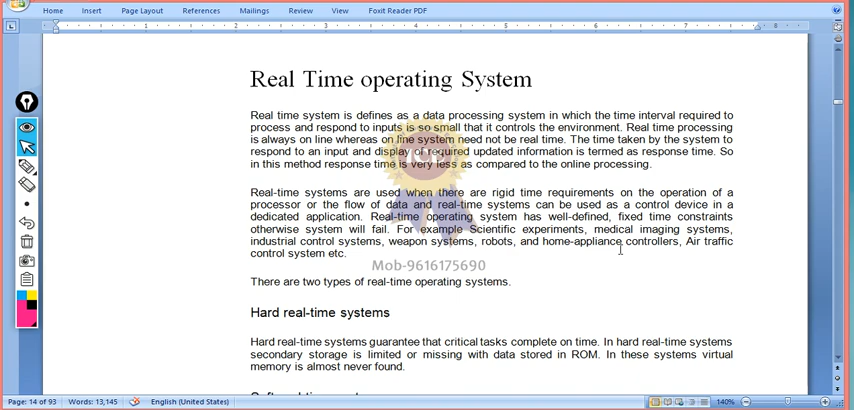 Home Insert Page Layout References Mailings Review View Foxit Reader PDF
1 2 3 4 5 6 7 8
Real Time operating System
Real time system is defines as a data processing system in which the time interval required to
process and respond to inputs is so small that it controls the environment. Real time processing
is always on line whereas on line system need not be real time. The time taken by the system to
respond to an input and display of required updated information is termed as response time. So
in this method response time is very less as compared to the online processing.
ICE
Real-time systems are used when there are rigid time requirements on the operation of a
processor or the flow of data and real-time systems can be used as a control device in a
dedicated application. Real-time operating system has well-defined, fixed time constraints
otherwise system will fail. For example Scientific experiments, medical imaging systems,
industrial control systems, weapon systems, robots, and home-appliance controllers, Air traffic
control system etc.
Mob-9616175690
There are two types of real-time operating systems.
Hard real-time systems
Hard real-time systems guarantee that critical tasks complete on time. In hard real-time systems
secondary storage is limited or missing with data stored in ROM. In these systems virtual
memory is almost never found.
Page: 14 of 93 Words: 13,145 English (United States) 140%